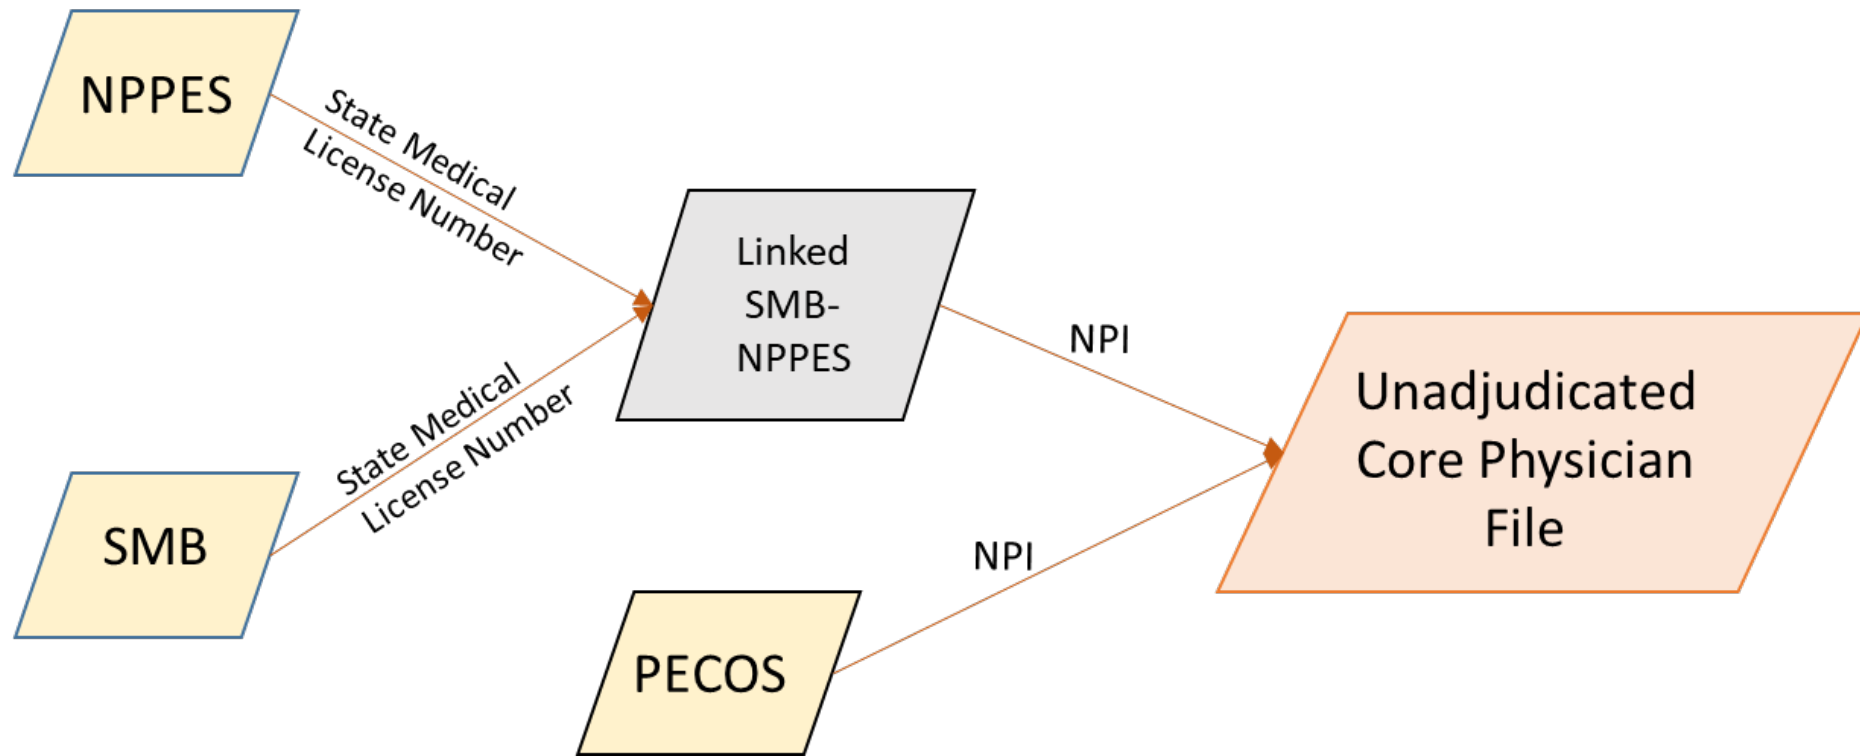 NPPES
State Medical
License Number
Linked
SMB-
NPPES
NPI
Unadjudicated
Core Physician
File
State Medical
License Number
SMB
NPI
PECOS